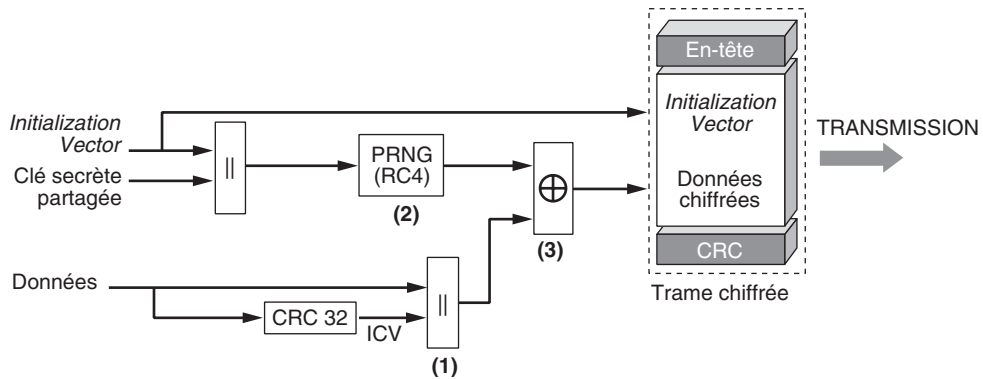 En-tête
Initialization
Vector
Initialization
Vector
Clé secrète
partagée
||
PRNG
(RC4)
(2)
(3)
Données
chiffrées
TRANSMISSION
CRC
Trame chiffrée
Données
CRC 32
ICV
||
(1)